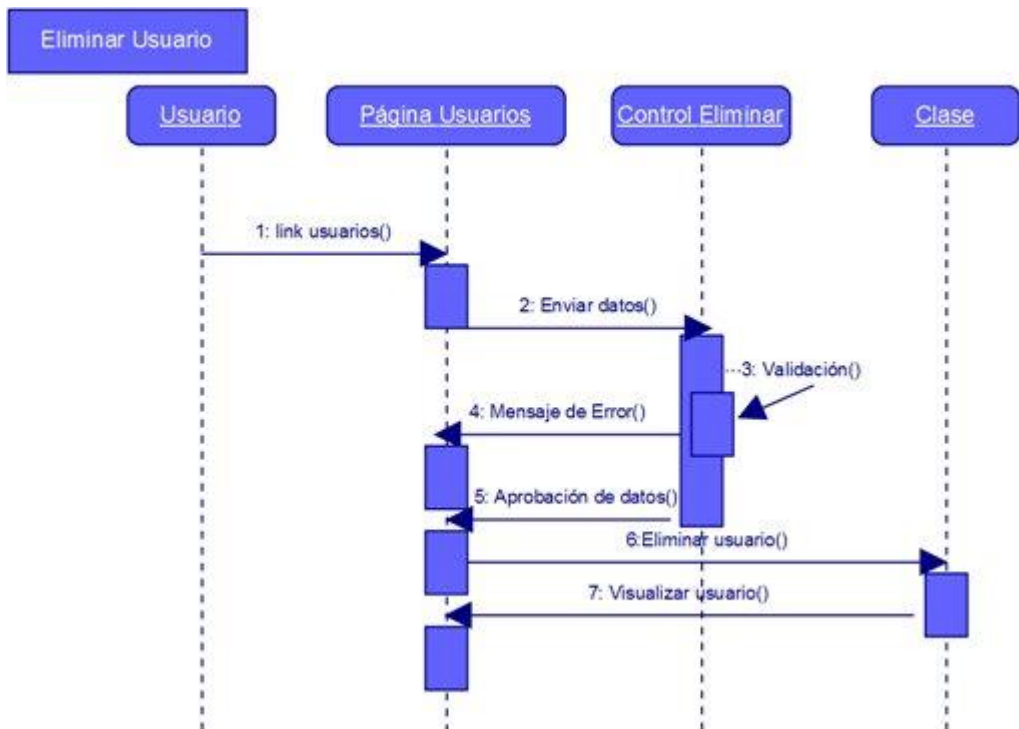 Eliminar Usuario
Usuario
Página Usuarios
Control Eliminar
Clase
1: link usuarios()
2: Enviar datos()
3: Validación()
4: Mensaje de Error()
5: Aprobación de datos()
6:Eliminar usuario()
7: Visualizar usuario()